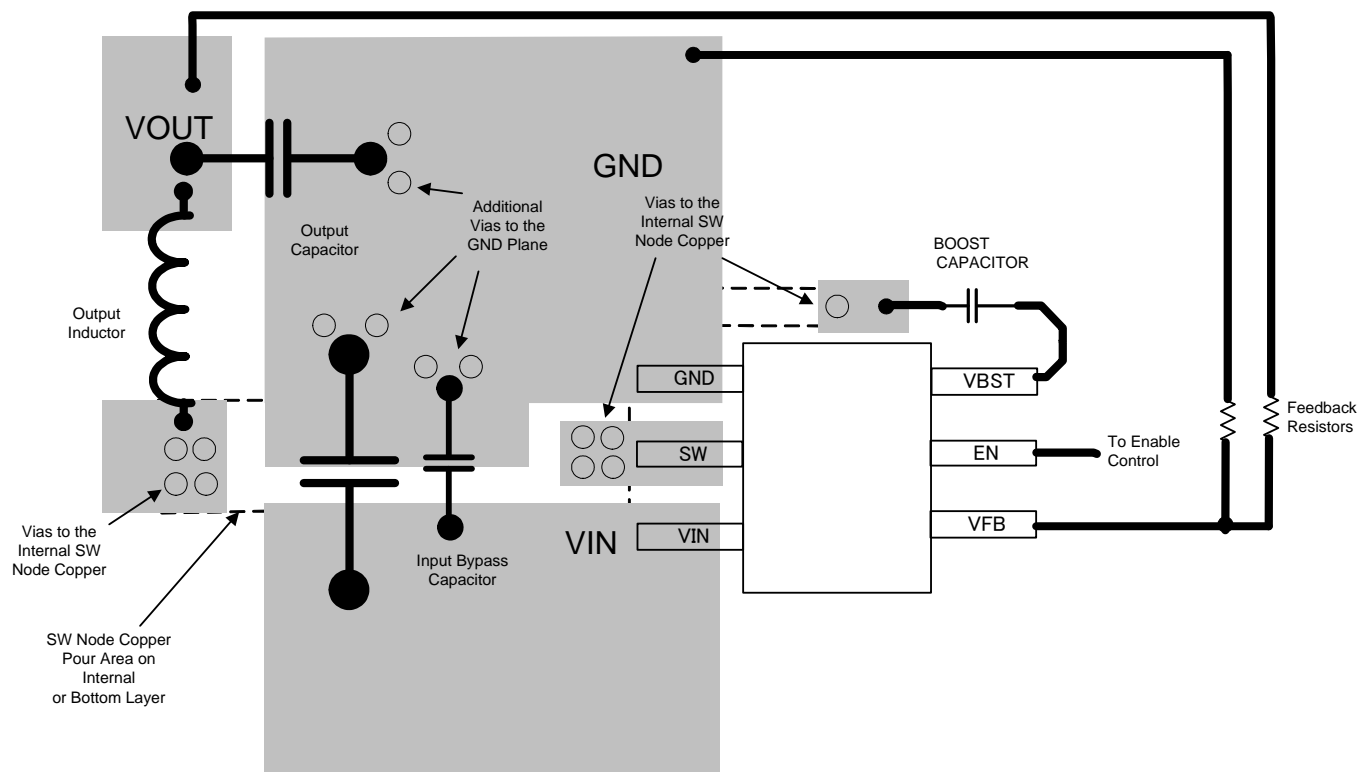 VOUT
GND
Output
Capacitor
Additional
Vias to the
GND Plane
Vias to the
Internal SW
Node Copper
BOOST
CAPACITOR
Output
Inductor
GND
VBST
SW
EN
To Enable
Control
Feedback
Resistors
VIN
VIN
VFB
Input Bypass
Capacitor
Vias to the
Internal SW
Node Copper
SW Node Copper
Pour Area on
Internal
or Bottom Layer